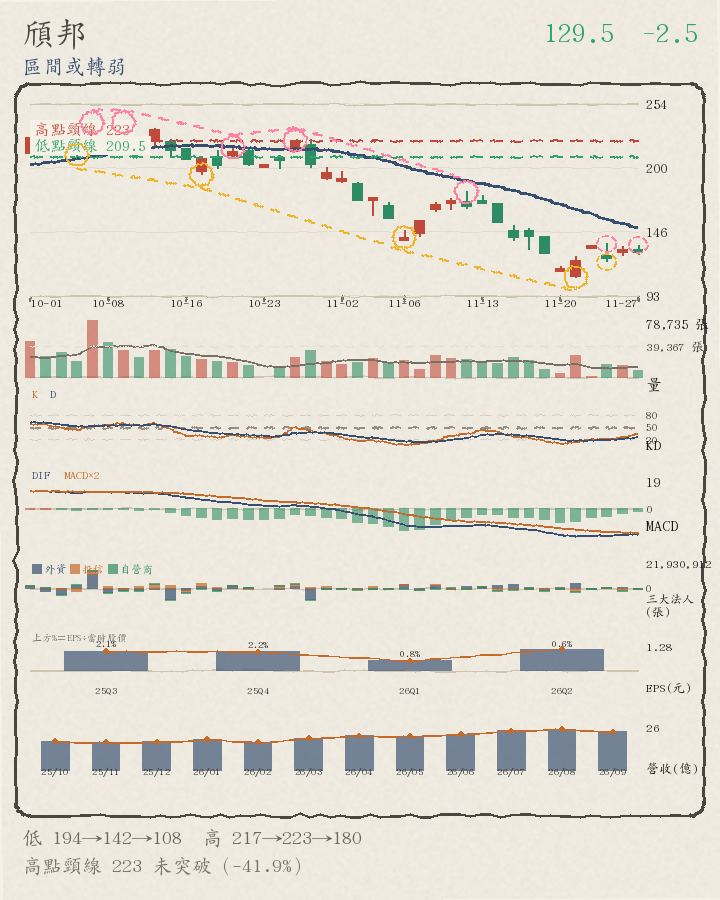 頎邦
129.5 -2.5
區間或轉弱
254
高點頸線 223
低點頸線 209.5
200
146
93
10-01 10-08 10-16 10-23 11-02 11-06 11-13 11-20 11-27
78,735 張
39,367 張
量
K D
80
50
20
KD
DIF MACD×2
19
0
MACD
外資 投信 自營商
21,930,912
0
三大法人
(張)
上方%=EPS÷當時股價
2.1% 2.2% 0.8% 0.6%
1.28
25Q3 25Q4 26Q1 26Q2
EPS(元)
26
25/10 25/11 25/12 26/01 26/02 26/03 26/04 26/05 26/06 26/07 26/08 26/09
營收(億)
低 194→142→108 高 217→223→180
高點頸線 223 未突破 (-41.9%)